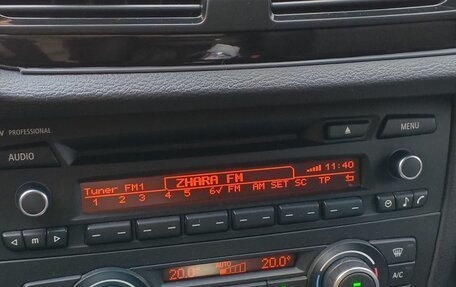 PROFESSIONAL
MENU
AUDIO
ZHARA FM
11:40
Tuner FM1
1 2 3 4 5 6✓ FM AM SET SC TP
m
20.0° AUTO 20.0°
A/C